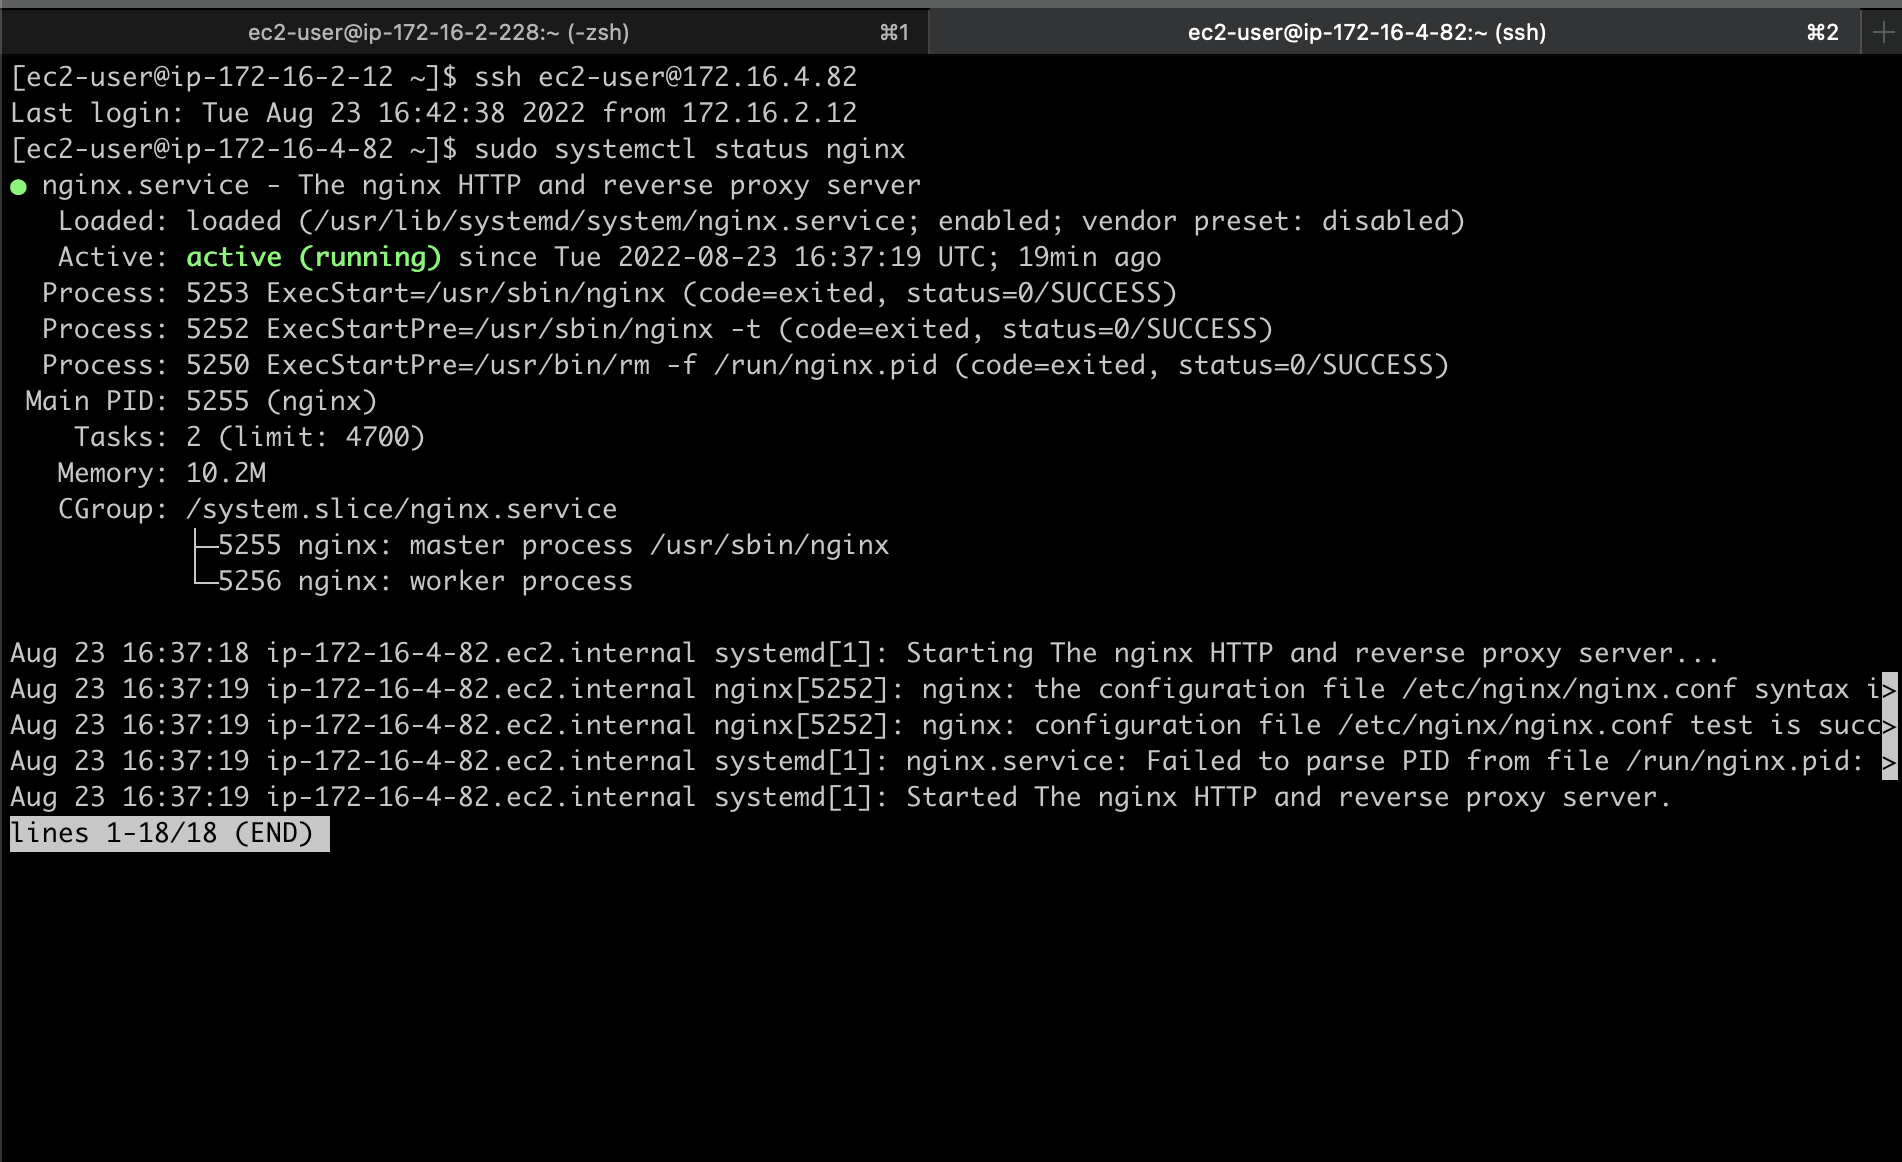 ec2-user@ip-172-16-2-228:~ (-zsh) ⌘1 ec2-user@ip-172-16-4-82:~ (ssh) ⌘2 +
[ec2-user@ip-172-16-2-12 ~]$ ssh ec2-user@172.16.4.82
Last login: Tue Aug 23 16:42:38 2022 from 172.16.2.12
[ec2-user@ip-172-16-4-82 ~]$ sudo systemctl status nginx
● nginx.service - The nginx HTTP and reverse proxy server
   Loaded: loaded (/usr/lib/systemd/system/nginx.service; enabled; vendor preset: disabled)
   Active: active (running) since Tue 2022-08-23 16:37:19 UTC; 19min ago
  Process: 5253 ExecStart=/usr/sbin/nginx (code=exited, status=0/SUCCESS)
  Process: 5252 ExecStartPre=/usr/sbin/nginx -t (code=exited, status=0/SUCCESS)
  Process: 5250 ExecStartPre=/usr/bin/rm -f /run/nginx.pid (code=exited, status=0/SUCCESS)
 Main PID: 5255 (nginx)
    Tasks: 2 (limit: 4700)
   Memory: 10.2M
   CGroup: /system.slice/nginx.service
           ├─5255 nginx: master process /usr/sbin/nginx
           └─5256 nginx: worker process
Aug 23 16:37:18 ip-172-16-4-82.ec2.internal systemd[1]: Starting The nginx HTTP and reverse proxy server...
Aug 23 16:37:19 ip-172-16-4-82.ec2.internal nginx[5252]: nginx: the configuration file /etc/nginx/nginx.conf syntax i>
Aug 23 16:37:19 ip-172-16-4-82.ec2.internal nginx[5252]: nginx: configuration file /etc/nginx/nginx.conf test is succ>
Aug 23 16:37:19 ip-172-16-4-82.ec2.internal systemd[1]: nginx.service: Failed to parse PID from file /run/nginx.pid: >
Aug 23 16:37:19 ip-172-16-4-82.ec2.internal systemd[1]: Started The nginx HTTP and reverse proxy server.
lines 1-18/18 (END)